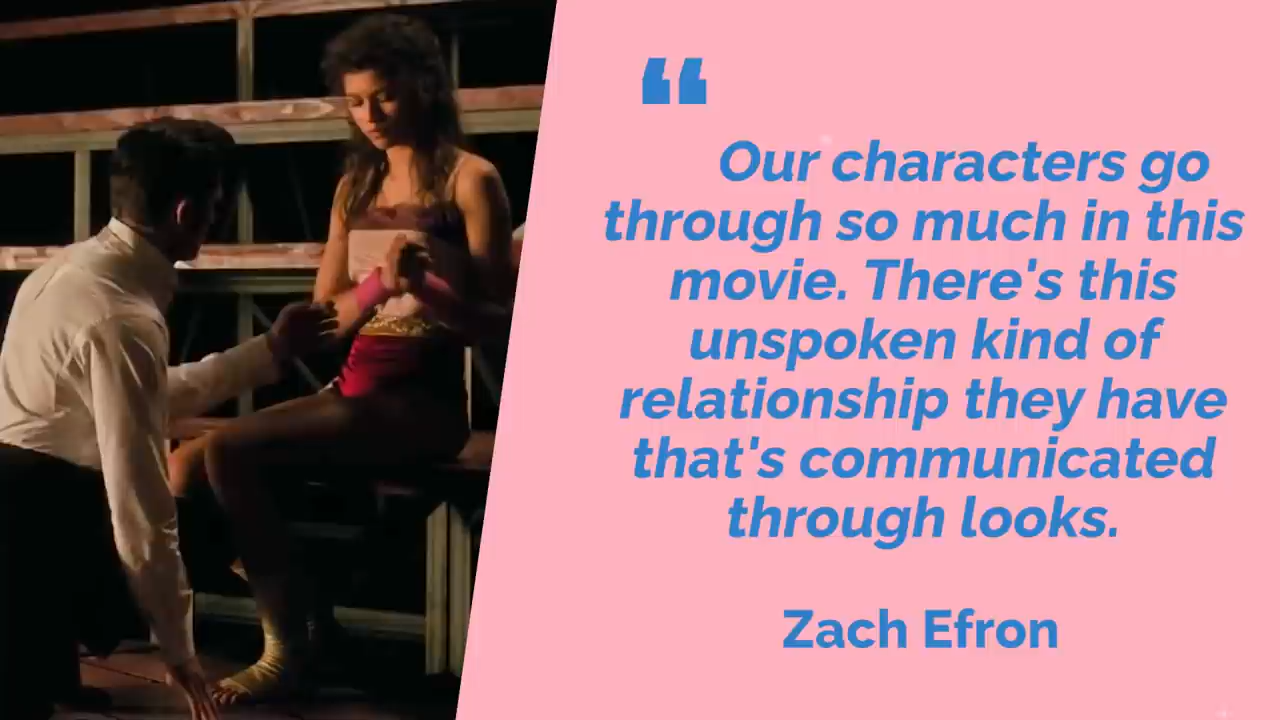 “
Our characters go
through so much in this
movie. There's this
unspoken kind of
relationship they have
that's communicated
through looks.
Zach Efron